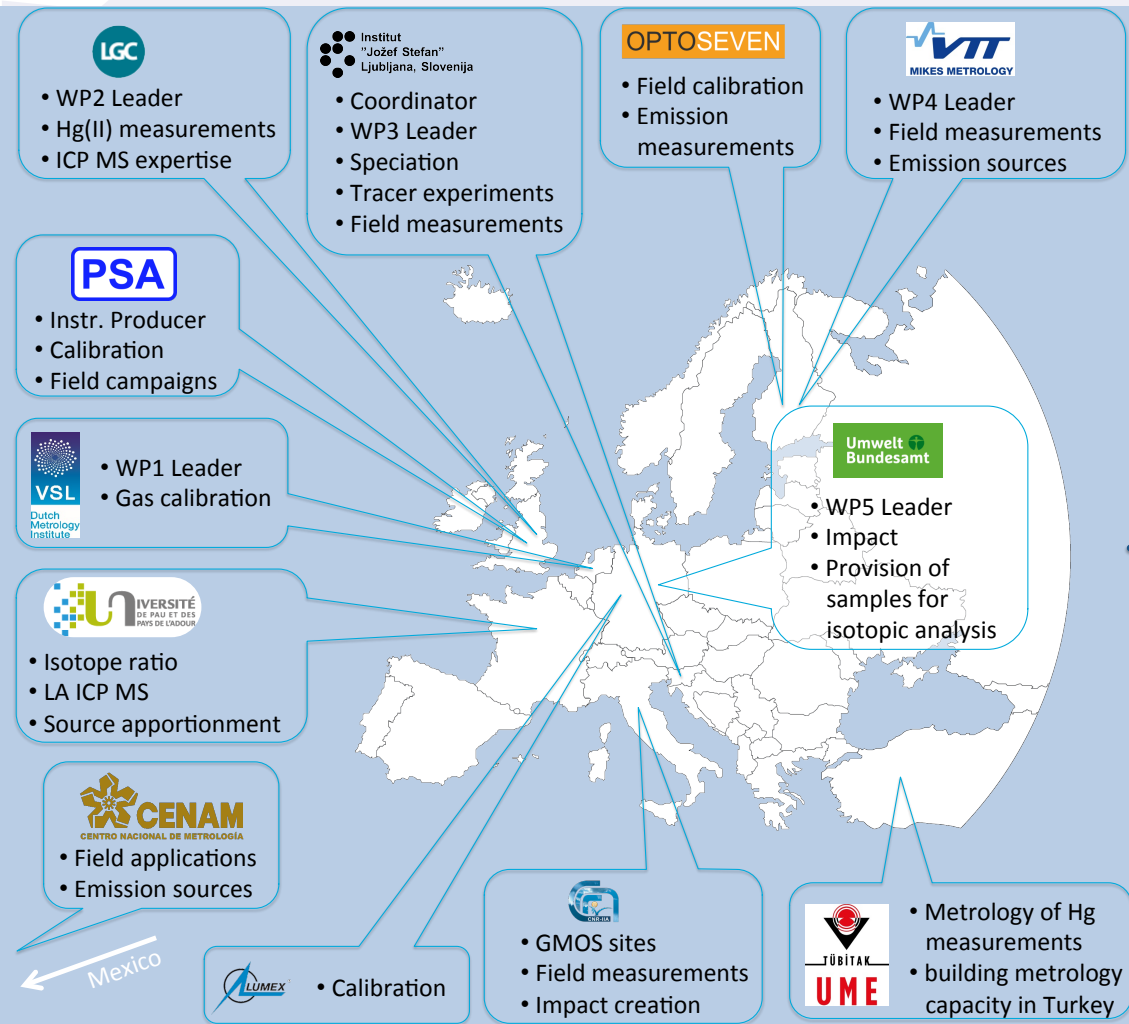 LGC
• WP2 Leader
• Hg(II) measurements
• ICP MS expertise
Institut
"Jožef Stefan"
Ljubljana, Slovenija
• Coordinator
• WP3 Leader
• Speciation
• Tracer experiments
• Field measurements
OPTOSEVEN
• Field calibration
• Emission
measurements
VTT
MIKES METROLOGY
• WP4 Leader
• Field measurements
• Emission sources
PSA
• Instr. Producer
• Calibration
• Field campaigns
VSL
Dutch
Metrology
Institute
• WP1 Leader
• Gas calibration
Umwelt
Bundesamt
• WP5 Leader
• Impact
• Provision of
samples for
isotopic analysis
UNIVERSITÉ
DE PAU ET DES
PAYS DE L'ADOUR
• Isotope ratio
• LA ICP MS
• Source apportionment
CENAM
CENTRO NACIONAL DE METROLOGÍA
• Field applications
• Emission sources
Mexico
LUMEX
• Calibration
CNR-IIA
• GMOS sites
• Field measurements
• Impact creation
TÜBİTAK
UME
• Metrology of Hg
measurements
• building metrology
capacity in Turkey